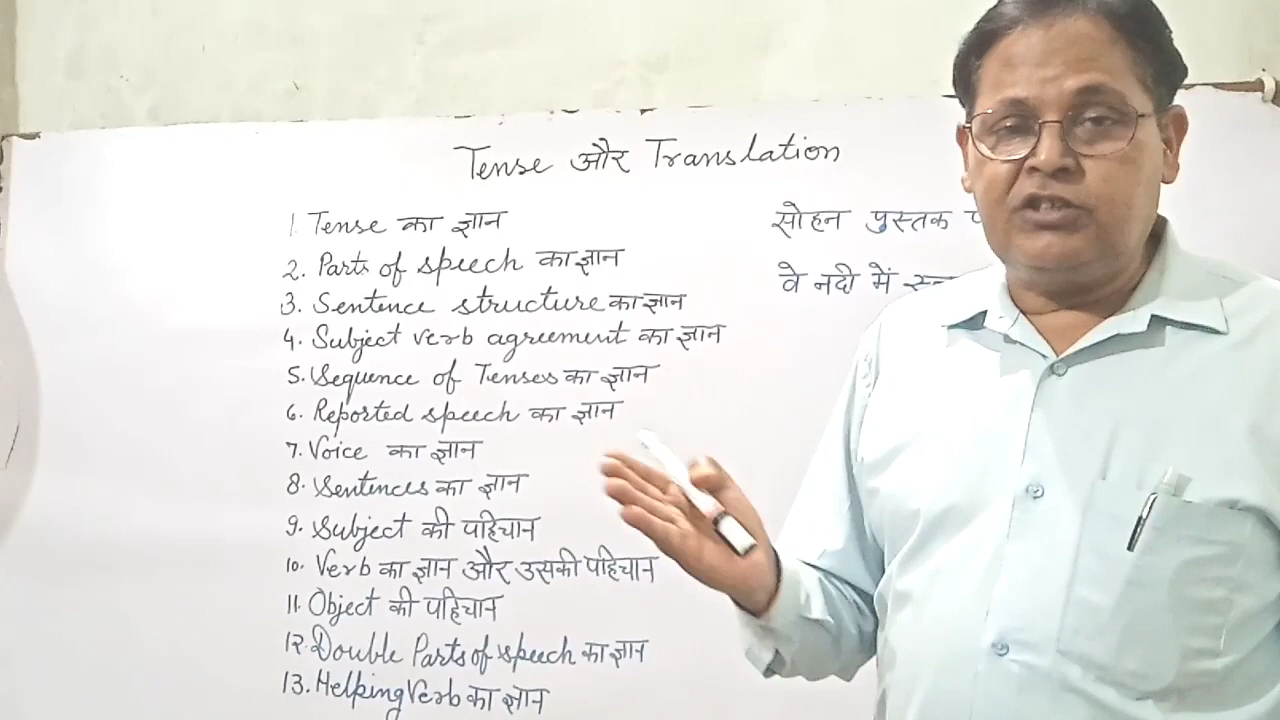 Tense और Translation
1. Tense का ज्ञान
2. Parts of speech का ज्ञान
3. Sentence structure का ज्ञान
4. Subject verb agreement का ज्ञान
5. Sequence of Tenses का ज्ञान
6. Reported speech का ज्ञान
7. Voice का ज्ञान
8. Sentences का ज्ञान
9. Subject की पहिचान
10. Verb का ज्ञान और उसकी पहिचान
11. Object की पहिचान
12. Double Parts of speech का ज्ञान
13. Helping Verb का ज्ञान
सोहन पुस्तक
वे नदी में